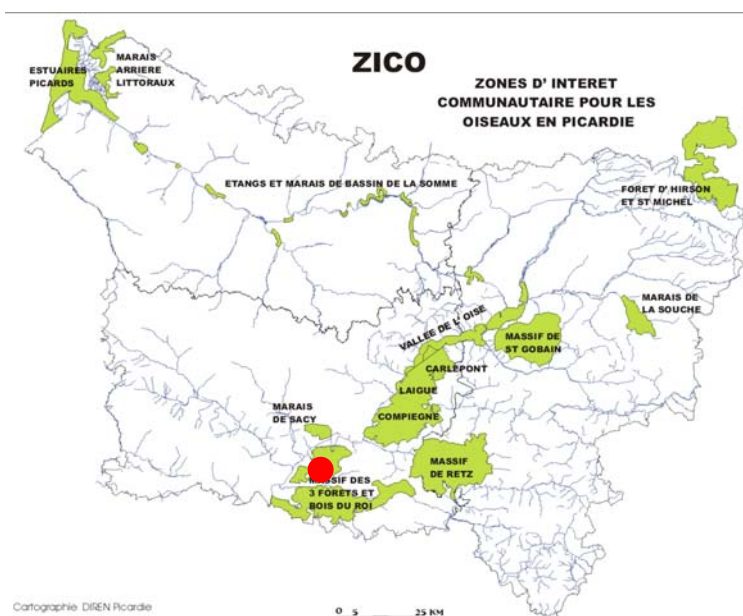 ZICO
ZONES D' INTERET
COMMUNAUTAIRE POUR LES
OISEAUX EN PICARDIE
MARAIS
ARRIERE
LITTORAUX
ESTUAIRES
PICARDS
ETANGS ET MARAIS DE BASSIN DE LA SOMME
FORET D' HIRSON
ET ST MICHEL
MARAIS DE
LA SOUCHE
VALLEE DE L' OISE
MASSIF DE
ST GOBAIN
CARLEPONT
LAIGUE
COMPIEGNE
MARAIS
DE SACY
MASSIF
DE RETZ
SSIF DES
3 FORETS ET
BOIS DU ROI
Cartographie DIREN Picardie
0 5 25 KM